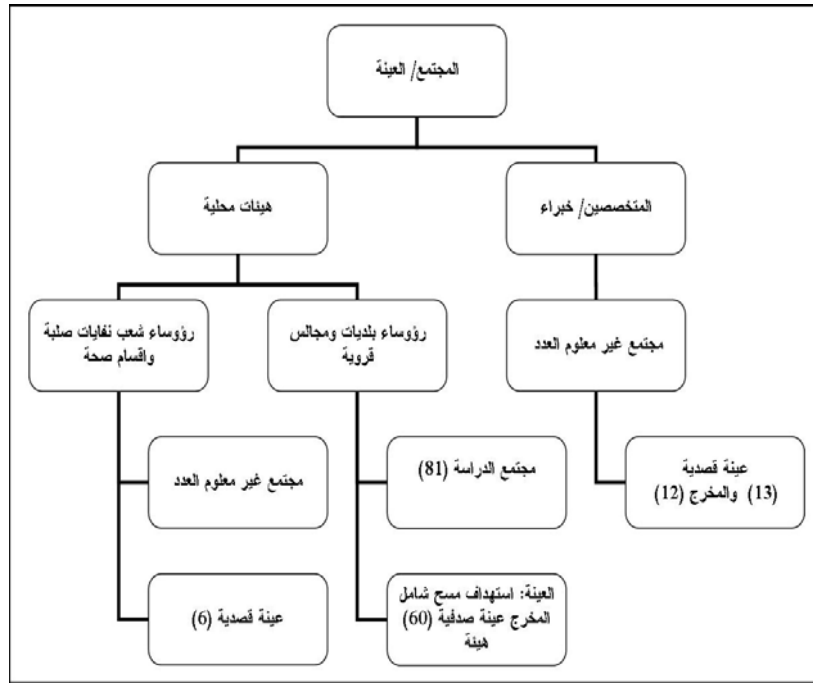 المجتمع/ العينة
المتخصصين/ خبراء
هيئات محلية
مجتمع غير معلوم العدد
رؤوساء بلديات ومجالس
قروية
رؤوساء شعب نفايات صلبة
واقسام صحة
عينة قصدية
(13) والمخرج (12)
مجتمع الدراسة (81)
مجتمع غير معلوم العدد
العينة: استهداف مسح شامل
المخرج عينة صدفية (60)
هيئة
عينة قصدية (6)